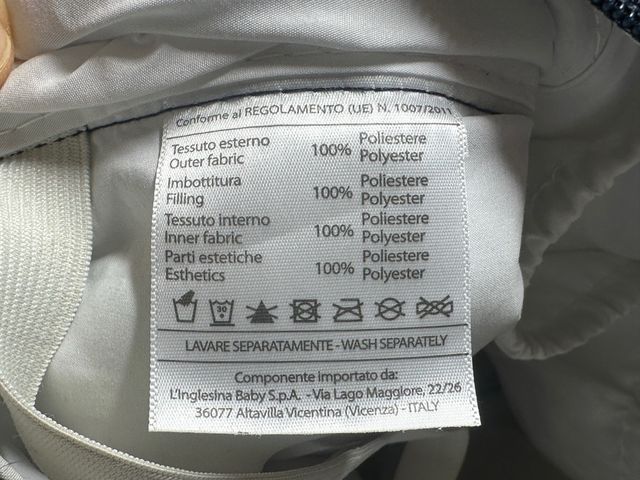 Conforme al REGOLAMENTO (UE) N. 1007/2011
Tessuto esterno 100% Poliestere
Outer fabric Polyester
Imbottitura 100% Poliestere
Filling Polyester
Tessuto interno 100% Poliestere
Inner fabric Polyester
Parti estetiche 100% Poliestere
Esthetics Polyester
30
LAVARE SEPARATAMENTE - WASH SEPARATELY
Componente importato da:
L'Inglesina Baby S.p.A. - Via Lago Maggiore, 22/26
36077 Altavilla Vicentina (Vicenza) - ITALY